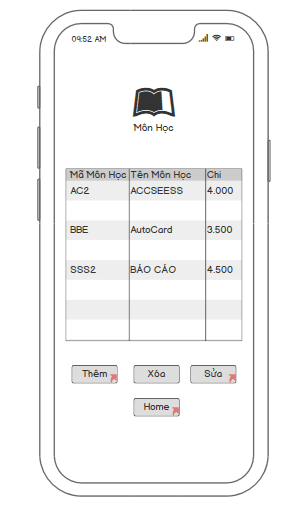 09:52 AM
Môn Học
Mã Môn Học Tên Môn Học Chi
AC2 ACCSEESS 4.000
BBE AutoCard 3.500
SSS2 BÁO CÁO 4.500
Thêm Xóa Sửa
Home